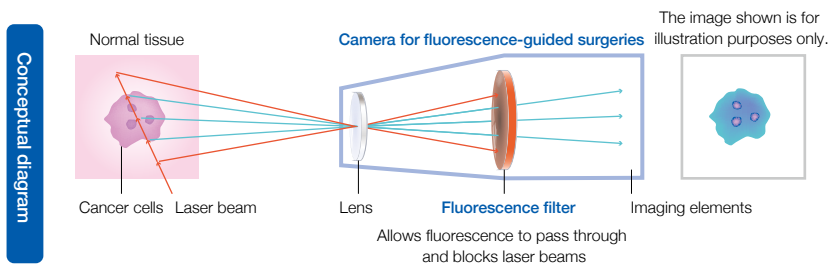 Conceptual diagram
Normal tissue
Camera for fluorescence-guided surgeries
The image shown is for
illustration purposes only.
Cancer cells
Laser beam
Lens
Fluorescence filter
Imaging elements
Allows fluorescence to pass through
and blocks laser beams